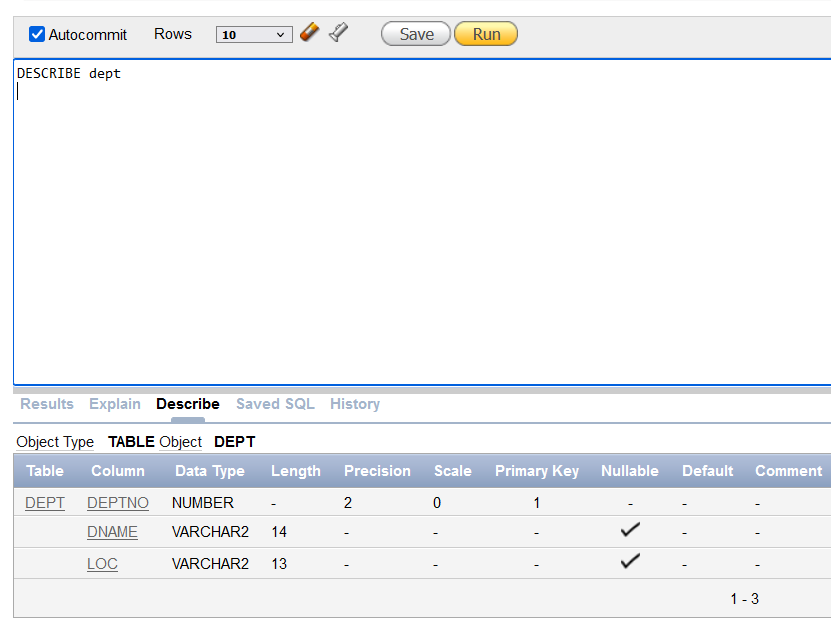 Autocommit Rows 10 Save Run
DESCRIBE dept
Results Explain Describe Saved SQL History
Object Type TABLE Object DEPT
Table Column Data Type Length Precision Scale Primary Key Nullable Default Comment
DEPT DEPTNO NUMBER - 2 0 1 - - -
DNAME VARCHAR2 14 - - - ✓ - -
LOC VARCHAR2 13 - - - ✓ - -
1 - 3